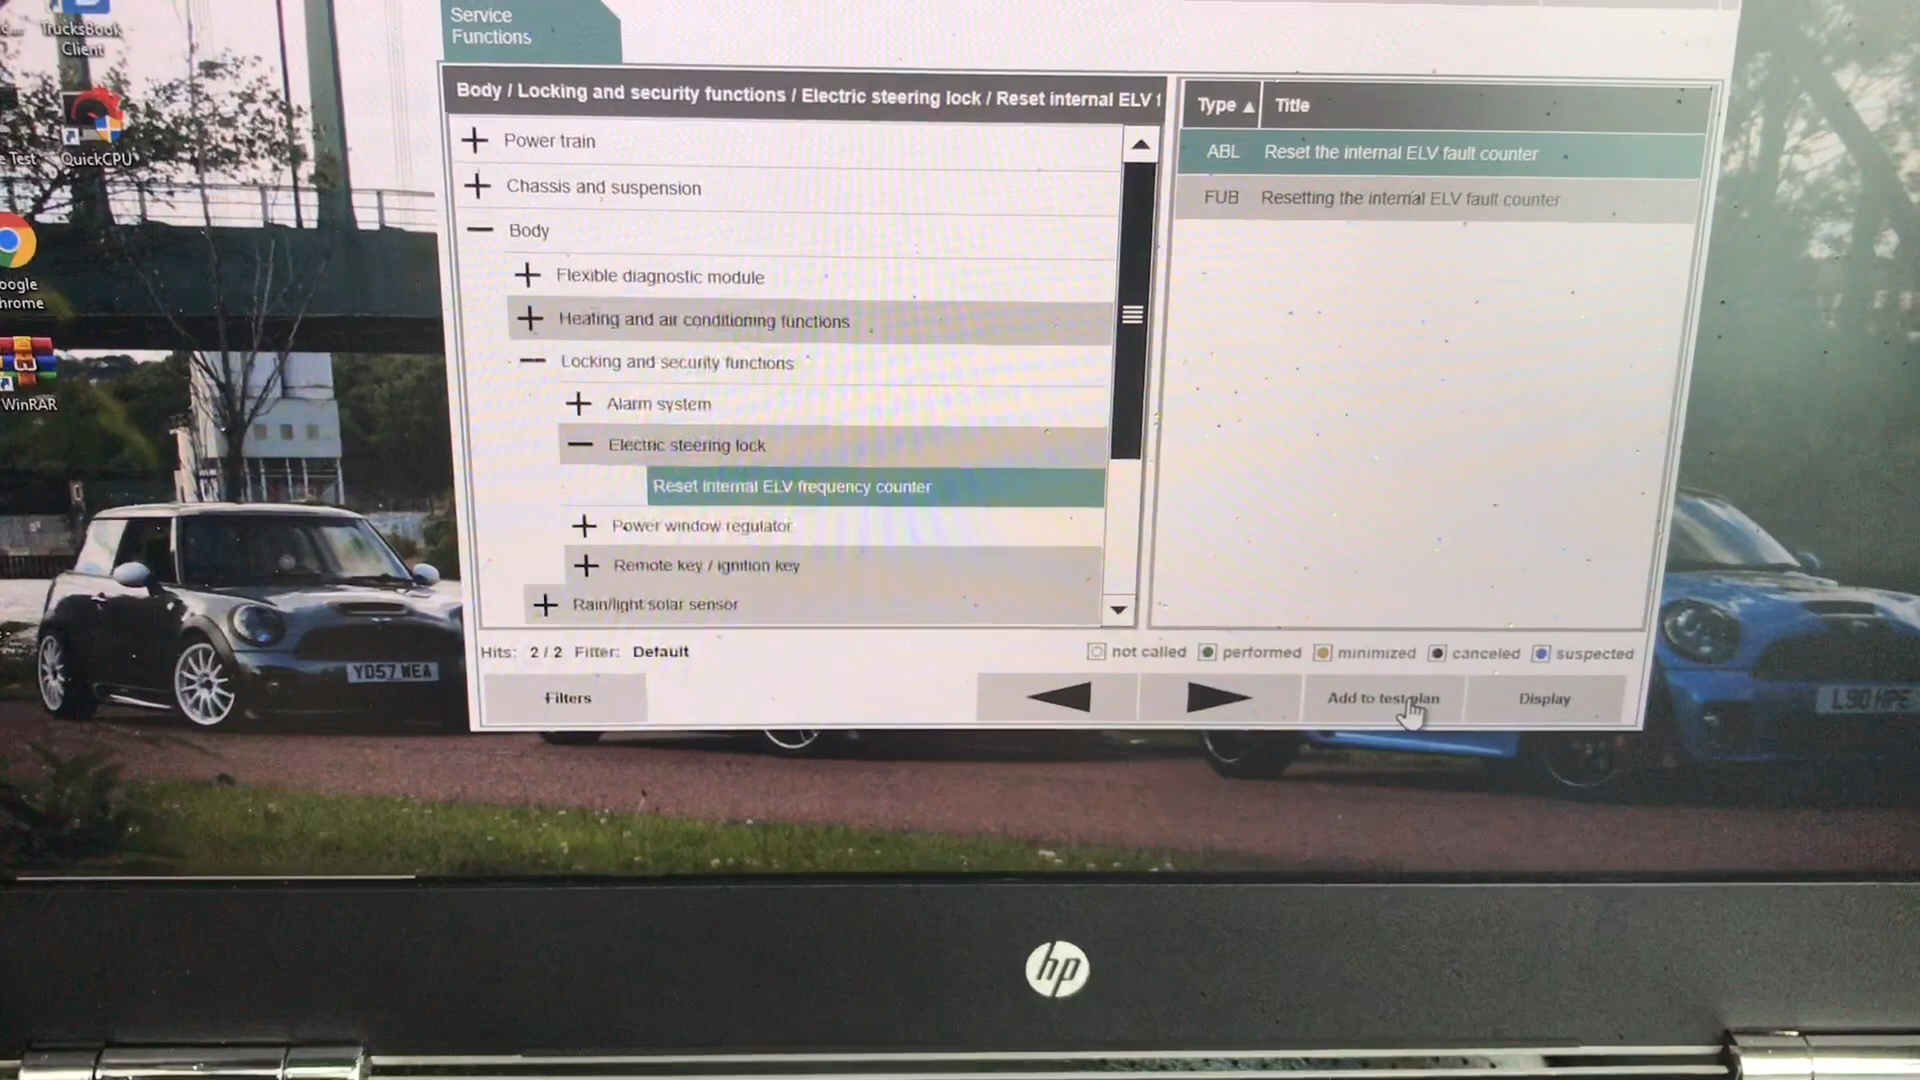 TrucksBook
Client
QuickCPU
Test
oogle
hrome
WinRAR
Service
Functions
Body / Locking and security functions / Electric steering lock / Reset internal ELV f
Power train
Chassis and suspension
Body
Flexible diagnostic module
Heating and air conditioning functions
Locking and security functions
Alarm system
Electric steering lock
Reset internal ELV frequency counter
Power window regulator
Remote key / ignition key
Rain/light solar sensor
Type ▲ Title
ABL Reset the internal ELV fault counter
FUB Resetting the internal ELV fault counter
Hits: 2 / 2 Filter: Default
not called performed minimized canceled suspected
Filters
Add to test plan
Display
YD57 WEA
hp